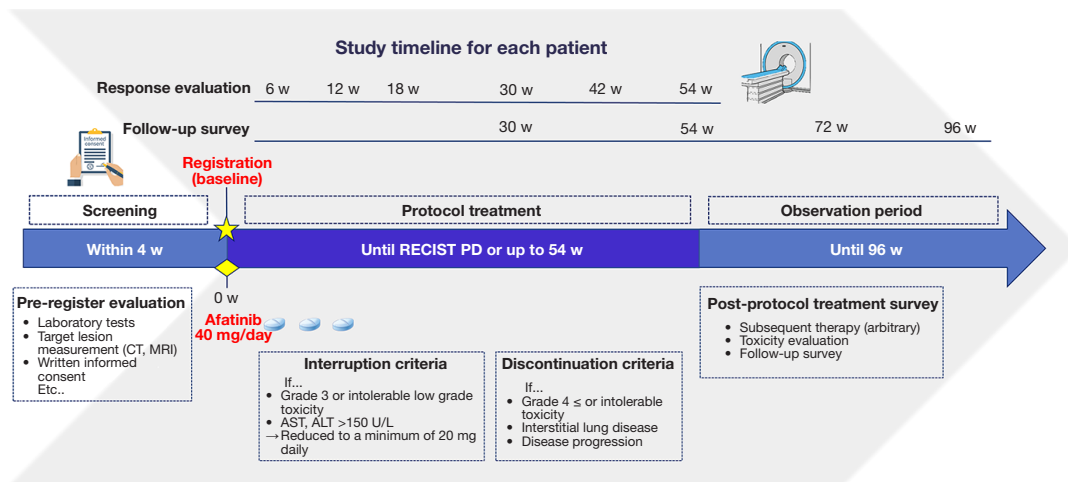 Study timeline for each patient
Response evaluation 6 w 12 w 18 w 30 w 42 w 54 w
Follow-up survey 30 w 54 w 72 w 96 w
Informed
consent
Registration
(baseline)
Screening Protocol treatment Observation period
Within 4 w Until RECIST PD or up to 54 w Until 96 w
0 w
Afatinib
40 mg/day
Pre-register evaluation
• Laboratory tests
• Target lesion
measurement (CT, MRI)
• Written informed
consent
Etc..
Interruption criteria
If...
• Grade 3 or intolerable low grade
toxicity
• AST, ALT >150 U/L
→Reduced to a minimum of 20 mg
daily
Discontinuation criteria
If...
• Grade 4 ≤ or intolerable
toxicity
• Interstitial lung disease
• Disease progression
Post-protocol treatment survey
• Subsequent therapy (arbitrary)
• Toxicity evaluation
• Follow-up survey